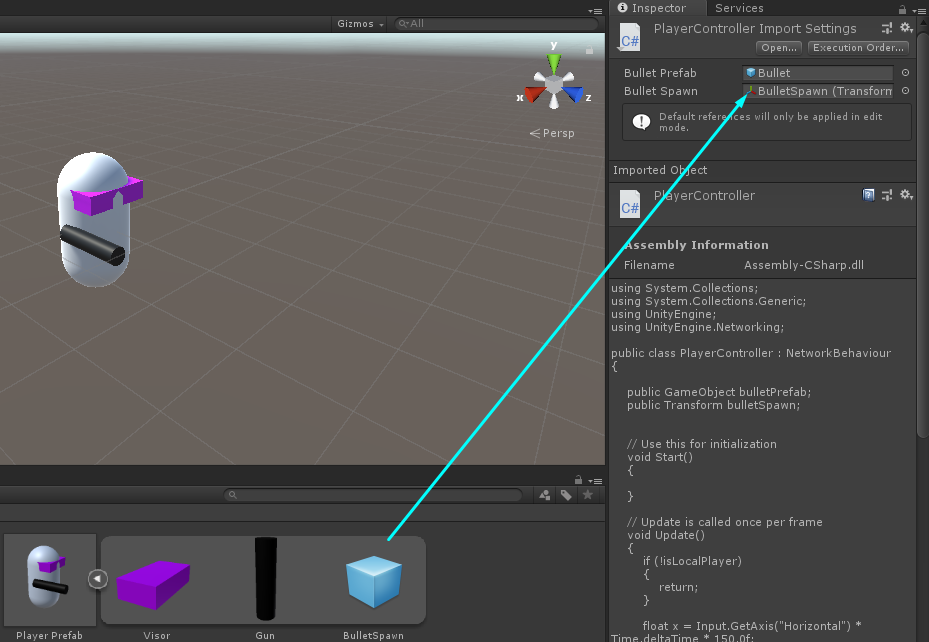 Inspector
Services
Gizmos
All
PlayerController Import Settings
C#
Open...
Execution Order...
y
Bullet Prefab
Bullet
Bullet Spawn
BulletSpawn (Transform
x
z
Default references will only be applied in edit
mode.
Persp
Imported Object
PlayerController
C#
Assembly Information
Filename
Assembly-CSharp.dll
using System.Collections;
using System.Collections.Generic;
using UnityEngine;
using UnityEngine.Networking;
public class PlayerController : NetworkBehaviour
{
public GameObject bulletPrefab;
public Transform bulletSpawn;
// Use this for initialization
void Start()
{
}
// Update is called once per frame
void Update()
{
if (!isLocalPlayer)
{
return;
}
float x = Input.GetAxis("Horizontal") *
Time.deltaTime * 150.0f;
Player Prefab
Visor
Gun
BulletSpawn